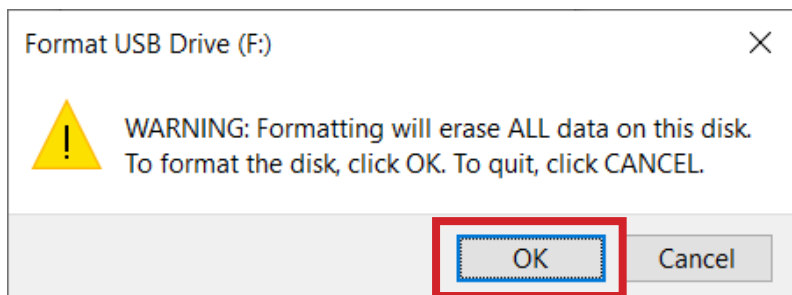 Format USB Drive (F:)
WARNING: Formatting will erase ALL data on this disk.
To format the disk, click OK. To quit, click CANCEL.
OK Cancel